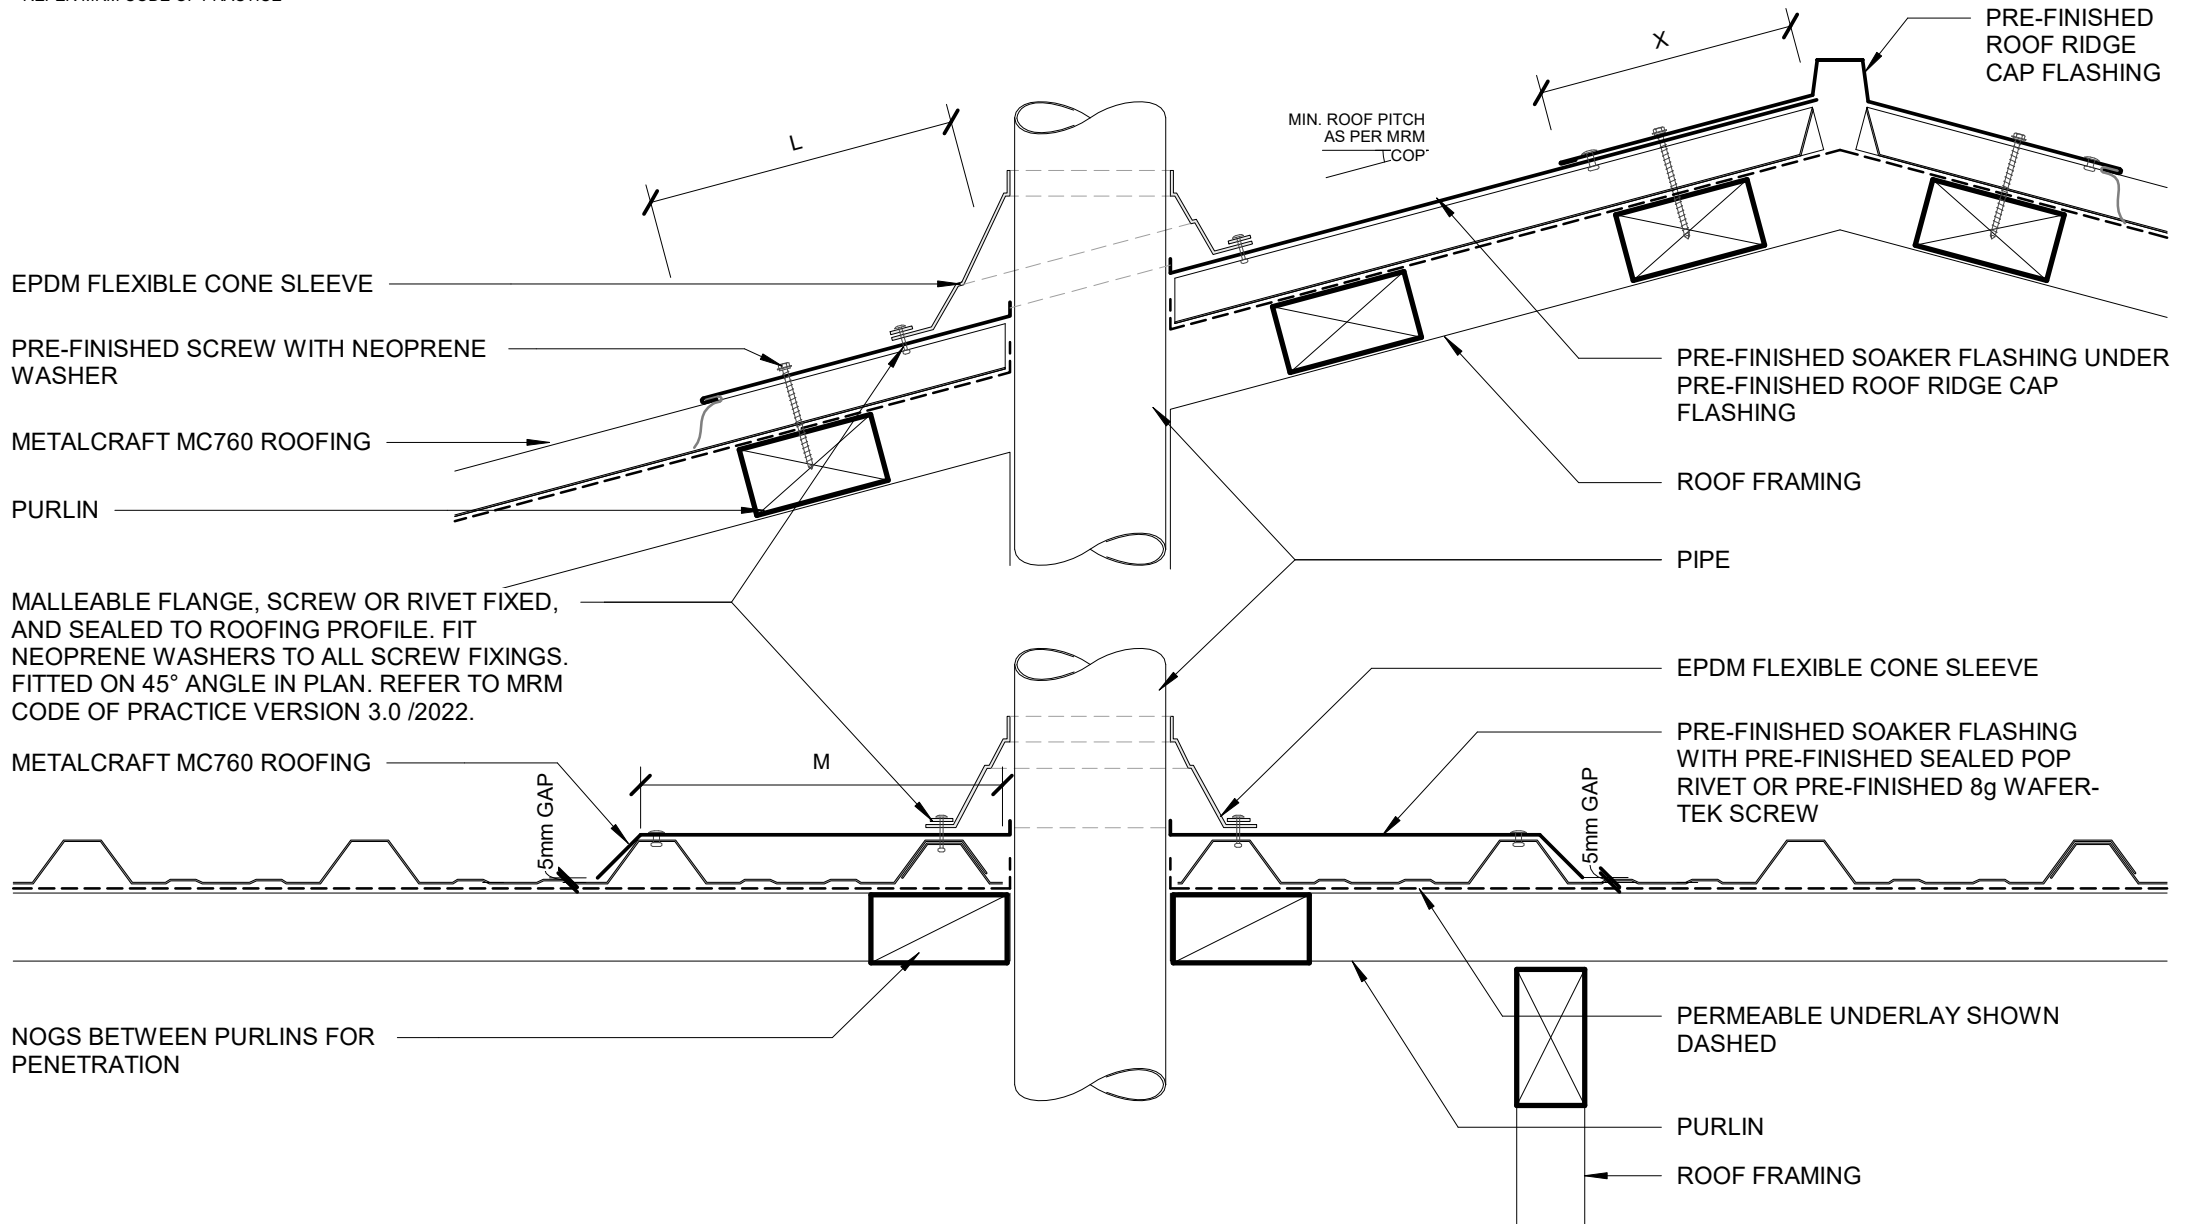 PRE-FINISHED
ROOF RIDGE
CAP FLASHING
X
L
MIN. ROOF PITCH
AS PER MRM
COP
EPDM FLEXIBLE CONE SLEEVE
PRE-FINISHED SCREW WITH NEOPRENE
WASHER
METALCRAFT MC760 ROOFING
PURLIN
MALLEABLE FLANGE, SCREW OR RIVET FIXED,
AND SEALED TO ROOFING PROFILE. FIT
NEOPRENE WASHERS TO ALL SCREW FIXINGS.
FITTED ON 45° ANGLE IN PLAN. REFER TO MRM
CODE OF PRACTICE VERSION 3.0 /2022.
PRE-FINISHED SOAKER FLASHING UNDER
PRE-FINISHED ROOF RIDGE CAP
FLASHING
ROOF FRAMING
PIPE
METALCRAFT MC760 ROOFING
5mm GAP
M
NOGS BETWEEN PURLINS FOR
PENETRATION
EPDM FLEXIBLE CONE SLEEVE
PRE-FINISHED SOAKER FLASHING
WITH PRE-FINISHED SEALED POP
RIVET OR PRE-FINISHED 8g WAFER-
TEK SCREW
5mm GAP
PERMEABLE UNDERLAY SHOWN
DASHED
PURLIN
ROOF FRAMING